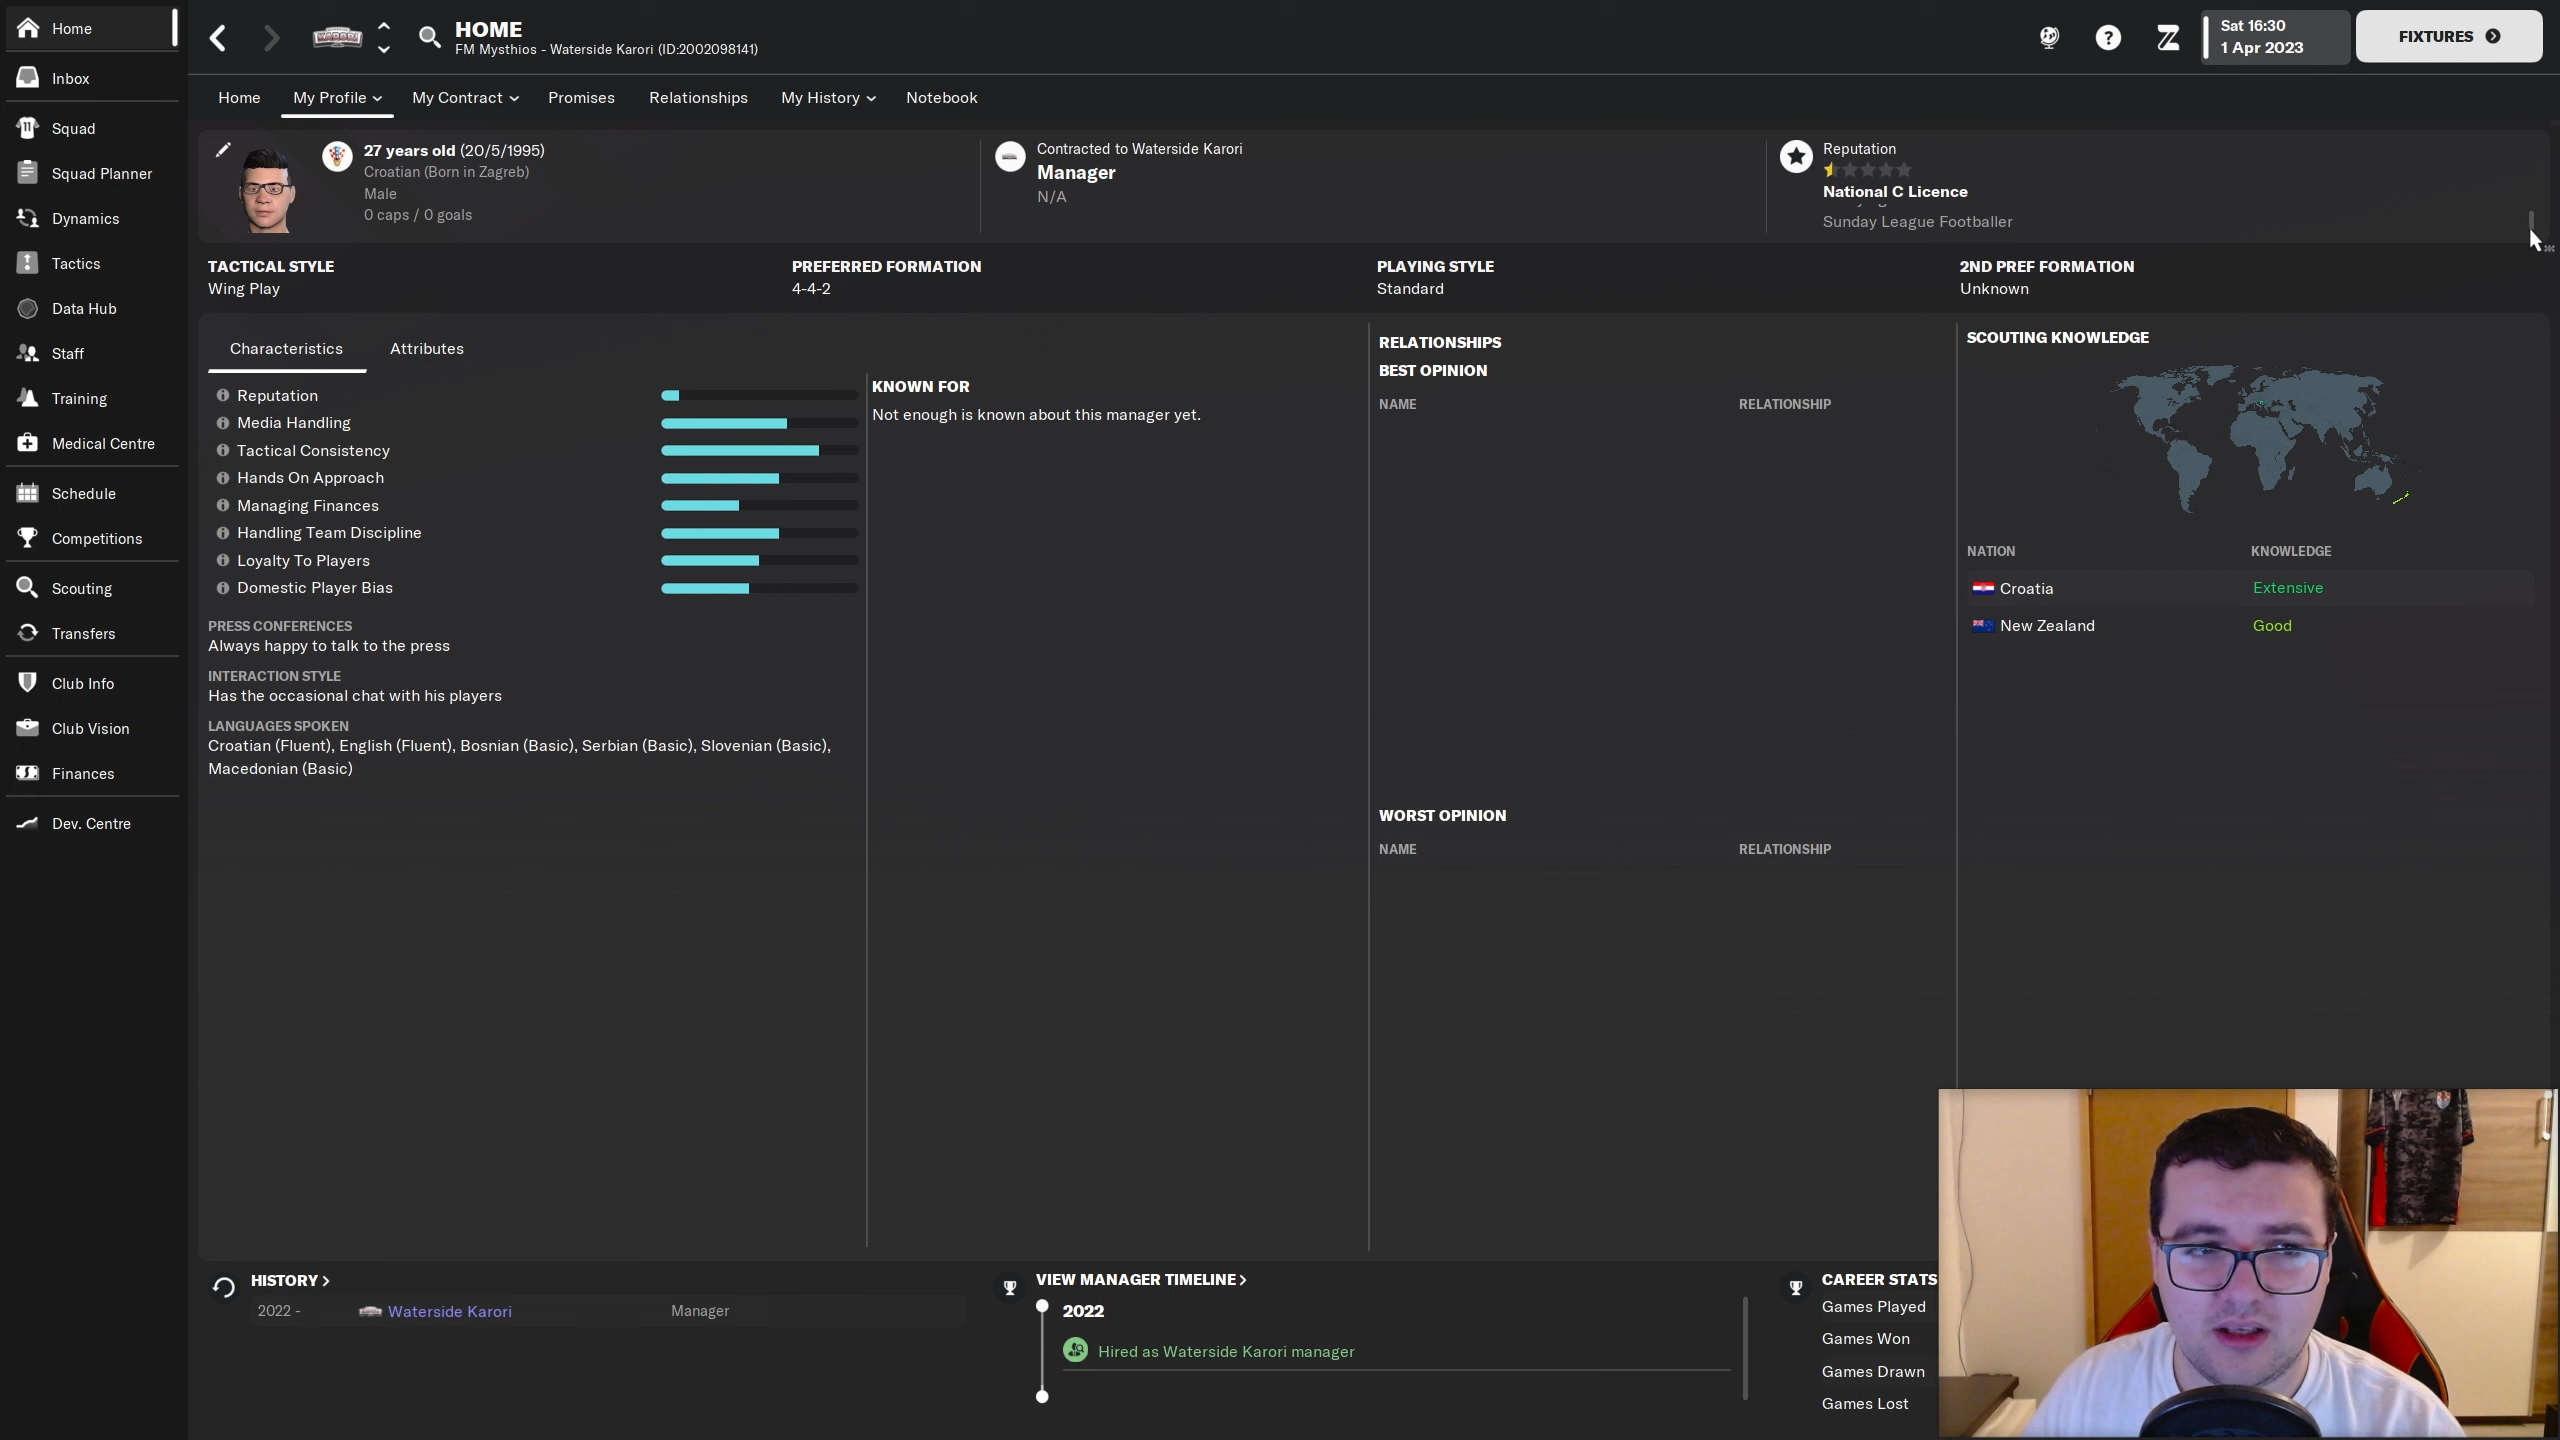 Home
Inbox
Squad
Squad Planner
Dynamics
Tactics
Data Hub
Staff
Training
Medical Centre
Schedule
Competitions
Scouting
Transfers
Club Info
Club Vision
Finances
Dev. Centre
KARORI
HOME
FM Mysthios - Waterside Karori (ID:2002098141)
Sat 16:30
1 Apr 2023
FIXTURES
Home
My Profile
My Contract
Promises
Relationships
My History
Notebook
27 years old (20/5/1995)
Croatian (Born in Zagreb)
Male
0 caps / 0 goals
Contracted to Waterside Karori
Manager
N/A
Reputation
National C Licence
Sunday League Footballer
TACTICAL STYLE
Wing Play
PREFERRED FORMATION
4-4-2
PLAYING STYLE
Standard
2ND PREF FORMATION
Unknown
Characteristics
Attributes
Reputation
Media Handling
Tactical Consistency
Hands On Approach
Managing Finances
Handling Team Discipline
Loyalty To Players
Domestic Player Bias
PRESS CONFERENCES
Always happy to talk to the press
INTERACTION STYLE
Has the occasional chat with his players
LANGUAGES SPOKEN
Croatian (Fluent), English (Fluent), Bosnian (Basic), Serbian (Basic), Slovenian (Basic),
Macedonian (Basic)
KNOWN FOR
Not enough is known about this manager yet.
RELATIONSHIPS
BEST OPINION
NAME
RELATIONSHIP
WORST OPINION
NAME
RELATIONSHIP
SCOUTING KNOWLEDGE
NATION
KNOWLEDGE
Croatia
Extensive
New Zealand
Good
HISTORY
2022 -
Waterside Karori
Manager
VIEW MANAGER TIMELINE
2022
Hired as Waterside Karori manager
CAREER STATS
Games Played
Games Won
Games Drawn
Games Lost